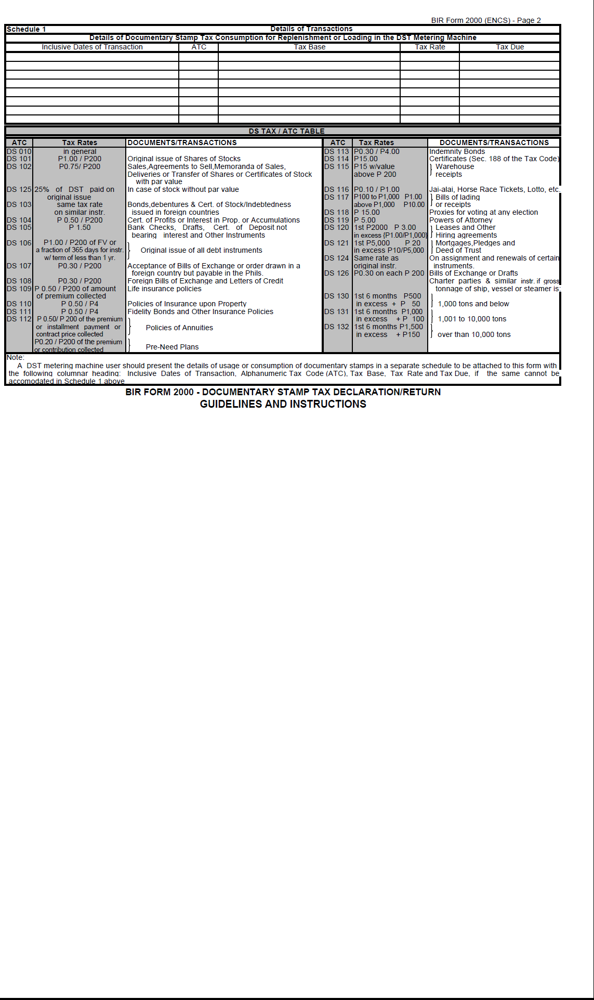 BIR Form 2000 (ENCS) - Page 2
Schedule 1 Details of Transactions
Details of Documentary Stamp Tax Consumption for Replenishment or Loading in the DST Metering Machine
Inclusive Dates of Transaction ATC Tax Base Tax Rate Tax Due
DS TAX / ATC TABLE
ATC Tax Rates DOCUMENTS/TRANSACTIONS
DS 010 in general
DS 101 P1.00 / P200 Original issue of Shares of Stocks
DS 102 P0.75/ P200 Sales,Agreements to Sell,Memoranda of Sales,
Deliveries or Transfer of Shares or Certificates of Stock
with par value
DS 125 25% of DST paid on In case of stock without par value
original issue
DS 103 same tax rate Bonds,debentures & Cert. of Stock/Indebtedness
on similar instr. issued in foreign countries
DS 104 P 0.50 / P200 Cert. of Profits or Interest in Prop. or Accumulations
DS 105 P 1.50 Bank Checks, Drafts, Cert. of Deposit not
bearing interest and Other Instruments
DS 106 P1.00 / P200 of FV or
a fraction of 365 days for instr. Original issue of all debt instruments
w/ term of less than 1 yr.
DS 107 P0.30 / P200 Acceptance of Bills of Exchange or order drawn in a
foreign country but payable in the Phils.
DS 108 P0.30 / P200 Foreign Bills of Exchange and Letters of Credit
DS 109 P 0.50 / P200 of amount Life insurance policies
of premium collected
DS 110 P 0.50 / P4 Policies of Insurance upon Property
DS 111 P 0.50 / P4 Fidelity Bonds and Other Insurance Policies
DS 112 P 0.50/ P 200 of the premium
or installment payment or Policies of Annuities
contract price collected
P0.20 / P200 of the premium
or contribution collected Pre-Need Plans
ATC Tax Rates DOCUMENTS/TRANSACTIONS
DS 113 P0.30 / P4.00 Indemnity Bonds
DS 114 P15.00 Certificates (Sec. 188 of the Tax Code)
DS 115 P15 w/value Warehouse
above P 200 receipts
DS 116 P0.10 / P1.00 Jai-alai, Horse Race Tickets, Lotto, etc.
DS 117 P100 to P1,000 P1.00 Bills of lading
above P1,000 P10.00 or receipts
DS 118 P 15.00 Proxies for voting at any election
DS 119 P 5.00 Powers of Attorney
DS 120 1st P2000 P 3.00 Leases and Other
in excess {P1.00/P1,000} Hiring agreements
DS 121 1st P5,000 P 20 Mortgages,Pledges and
in excess P10/P5,000 Deed of Trust
DS 124 Same rate as On assignment and renewals of certain
original instr. instruments.
DS 126 P0.30 on each P 200 Bills of Exchange or Drafts
Charter parties & similar instr. if gross
tonnage of ship, vessel or steamer is:
DS 130 1st 6 months P500
in excess + P 50 1,000 tons and below
DS 131 1st 6 months P1,000
in excess + P 100 1,001 to 10,000 tons
DS 132 1st 6 months P1,500
in excess + P150 over than 10,000 tons
Note:
A DST metering machine user should present the details of usage or consumption of documentary stamps in a separate schedule to be attached to this form with
the following columnar heading: Inclusive Dates of Transaction, Alphanumeric Tax Code (ATC), Tax Base, Tax Rate and Tax Due, if the same cannot be
accomodated in Schedule 1 above
BIR FORM 2000 - DOCUMENTARY STAMP TAX DECLARATION/RETURN
GUIDELINES AND INSTRUCTIONS